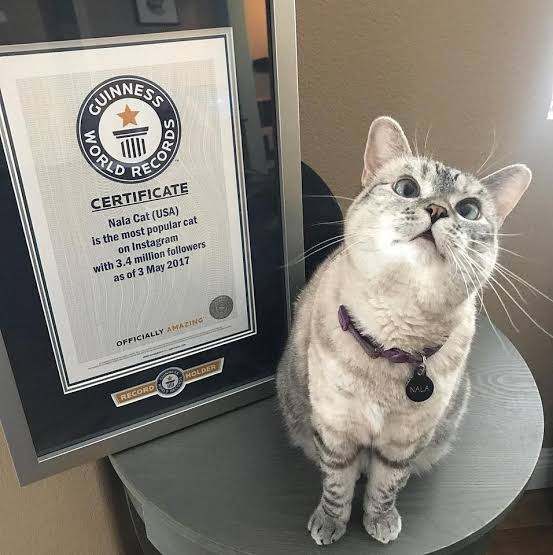 GUINNESS
WORLD RECORDS
CERTIFICATE
Nala Cat (USA)
is the most popular cat
on Instagram
with 3.4 million followers
as of 3 May 2017
OFFICIALLY AMAZING
RECORD HOLDER
NALA